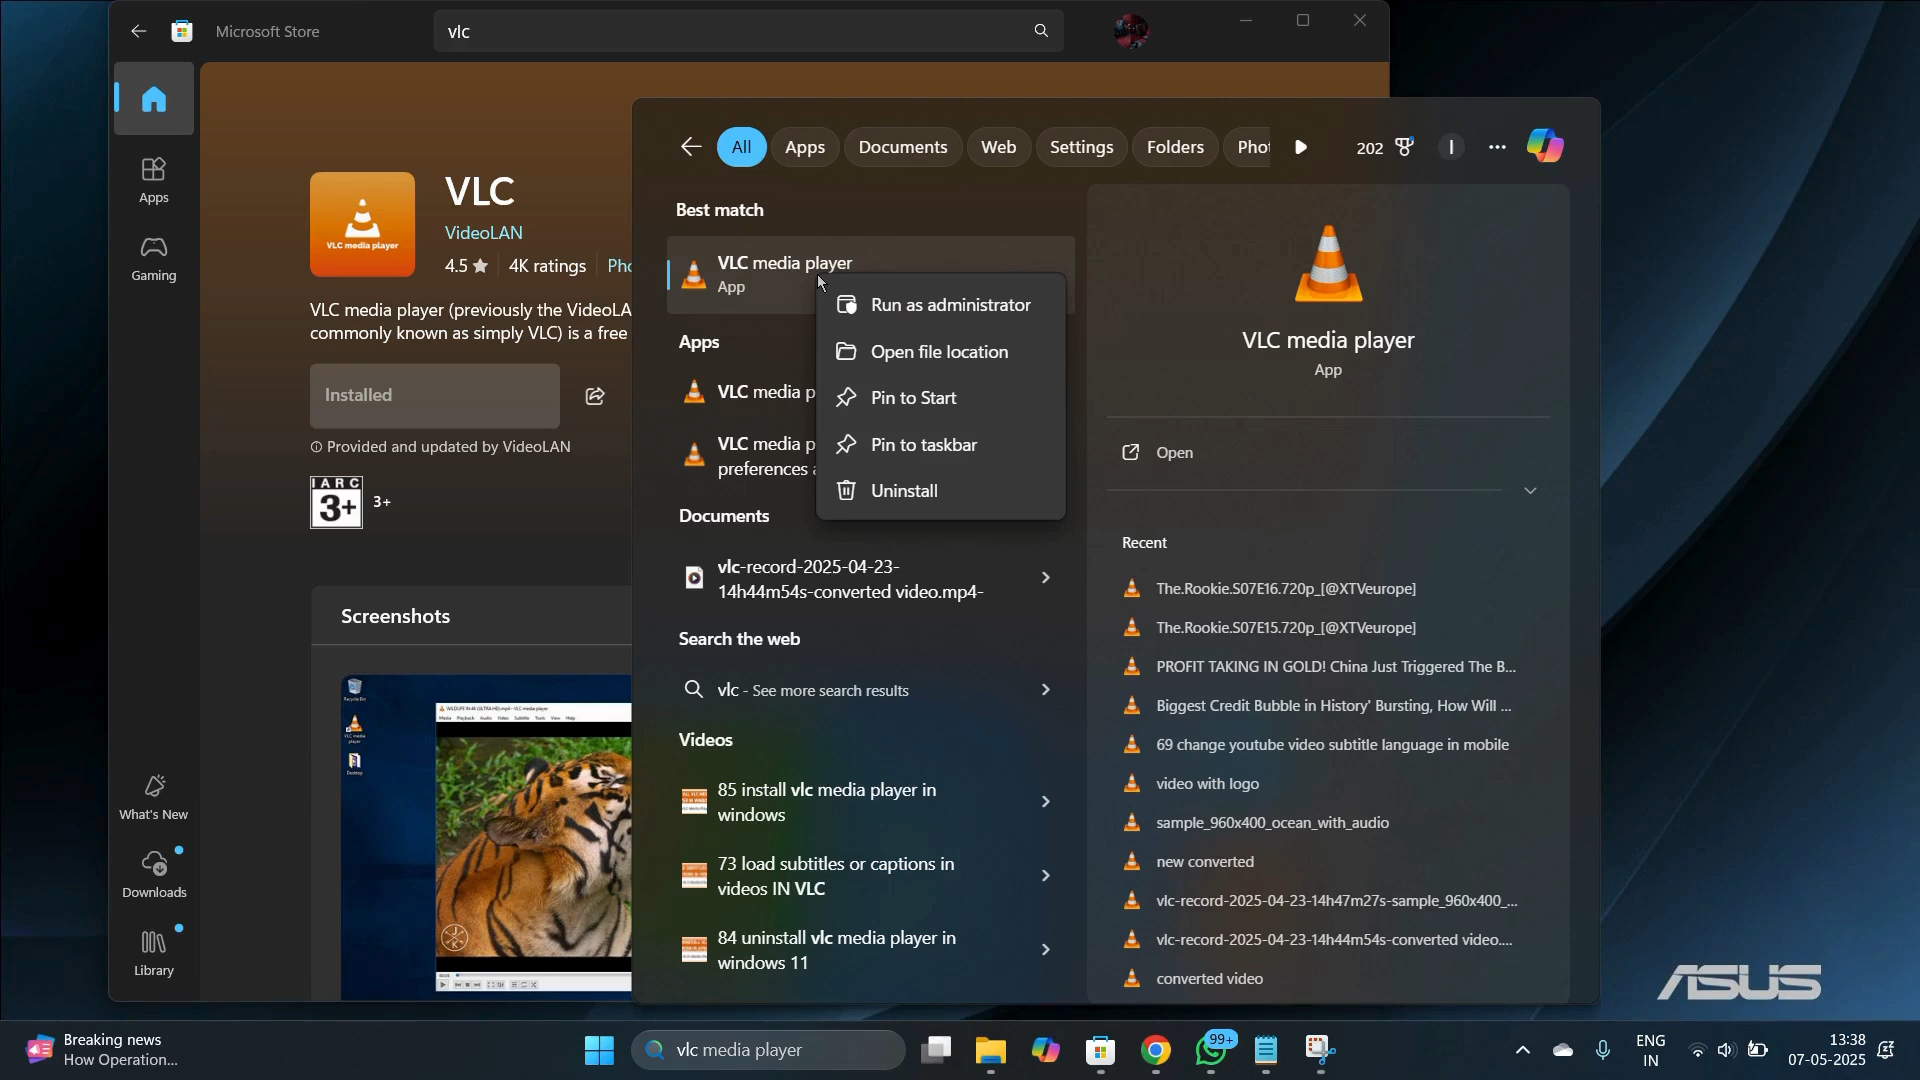 Microsoft Store
vlc
Apps
Gaming
What's New
Downloads
Library
VLC media player
VLC
VideoLAN
4.5
4K ratings
VLC media player (previously the VideoLA
commonly known as simply VLC) is a free
Installed
Provided and updated by VideoLAN
IARC
3+
3+
Screenshots
All
Apps
Documents
Web
Settings
Folders
202
I
Best match
VLC media player
App
Run as administrator
Open file location
Pin to Start
Pin to taskbar
Uninstall
Apps
VLC media p
VLC media p
preferences
Documents
vlc-record-2025-04-23-
14h44m54s-converted video.mp4-
Search the web
vlc - See more search results
Videos
85 install vlc media player in
windows
73 load subtitles or captions in
videos IN VLC
84 uninstall vlc media player in
windows 11
VLC media player
App
Open
Recent
The.Rookie.S07E16.720p_[@XTVeurope]
The.Rookie.S07E15.720p_[@XTVeurope]
PROFIT TAKING IN GOLD! China Just Triggered The B...
Biggest Credit Bubble in History' Bursting, How Will ...
69 change youtube video subtitle language in mobile
video with logo
sample_960x400_ocean_with_audio
new converted
vlc-record-2025-04-23-14h47m27s-sample_960x400_...
vlc-record-2025-04-23-14h44m54s-converted video....
converted video
ASUS
Breaking news
How Operation...
vlc media player
99+
ENG
IN
13:38
07-05-2025